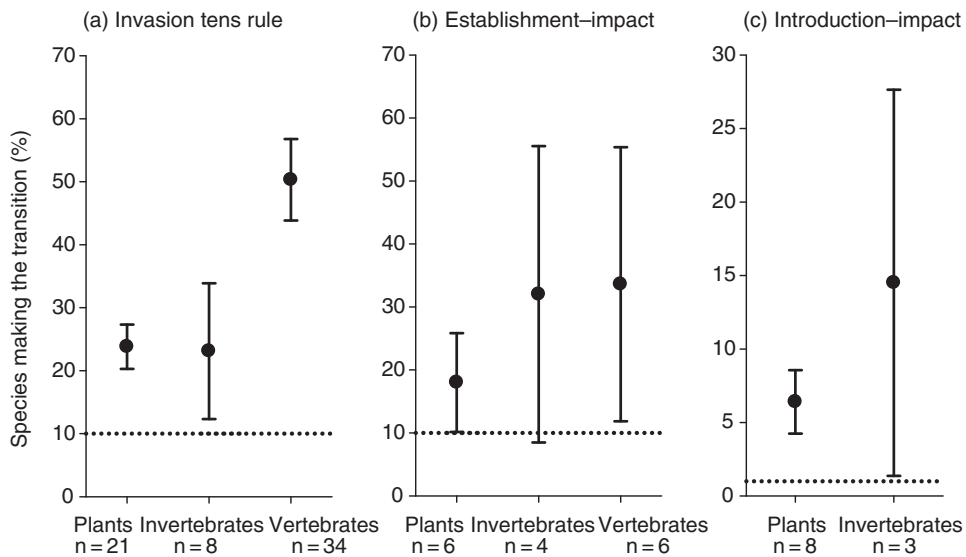 (a) Invasion tens rule
(b) Establishment–impact
(c) Introduction–impact
Species making the transition (%)
70
60
50
40
30
20
10
0
Plants Invertebrates Vertebrates
n=21 n=8 n=34
70
60
50
40
30
20
10
0
Plants Invertebrates Vertebrates
n=6 n=4 n=6
30
25
20
15
10
5
0
Plants Invertebrates
n=8 n=3